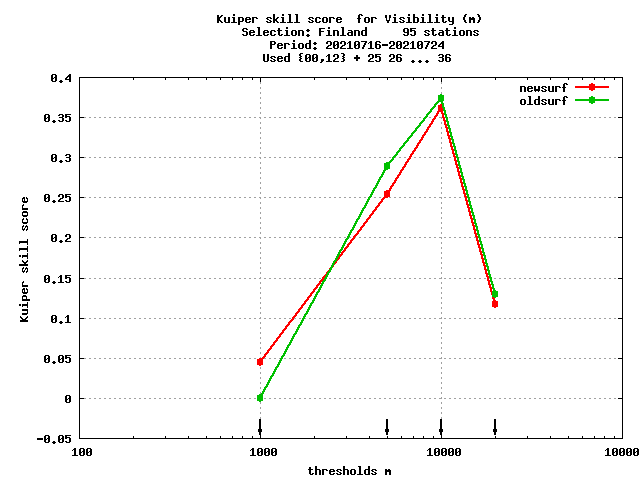 Kuiper skill score  for Visibility (m)
Selection: Finland     95 stations
Period: 20210716-20210724
Used {00,12} + 25 26 ... 36
newsurf
oldsurf
0.4
0.35
0.3
0.25
0.2
0.15
0.1
0.05
0
-0.05
Kuiper skill score
100 1000 10000 10000
thresholds m